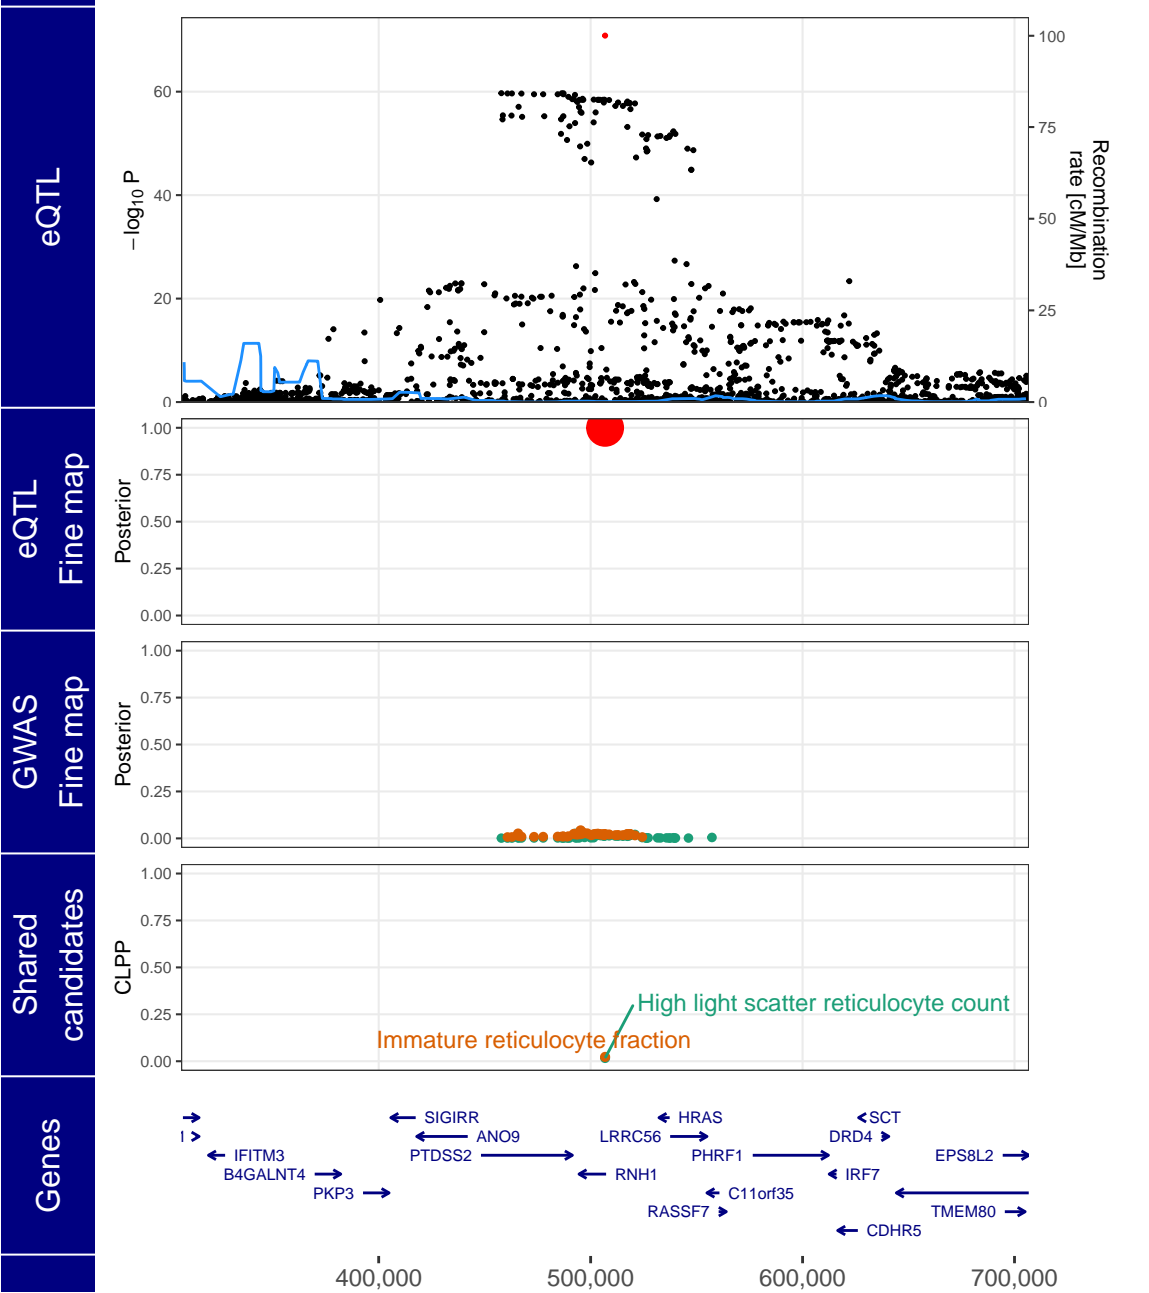 eQTL
−log10 P
60
40
20
0
100
75
50
25
0
Recombination
rate [cM/Mb]
eQTL
Fine map
Posterior
1.00
0.75
0.50
0.25
0.00
GWAS
Fine map
Posterior
1.00
0.75
0.50
0.25
0.00
Shared
candidates
CLPP
1.00
0.75
0.50
0.25
0.00
High light scatter reticulocyte count
Immature reticulocyte fraction
Genes
SIGIRR
HRAS
SCT
1
ANO9
LRRC56
DRD4
IFITM3
PTDSS2
PHRF1
EPS8L2
B4GALNT4
RNH1
IRF7
PKP3
C11orf35
RASSF7
TMEM80
CDHR5
400,000
500,000
600,000
700,000